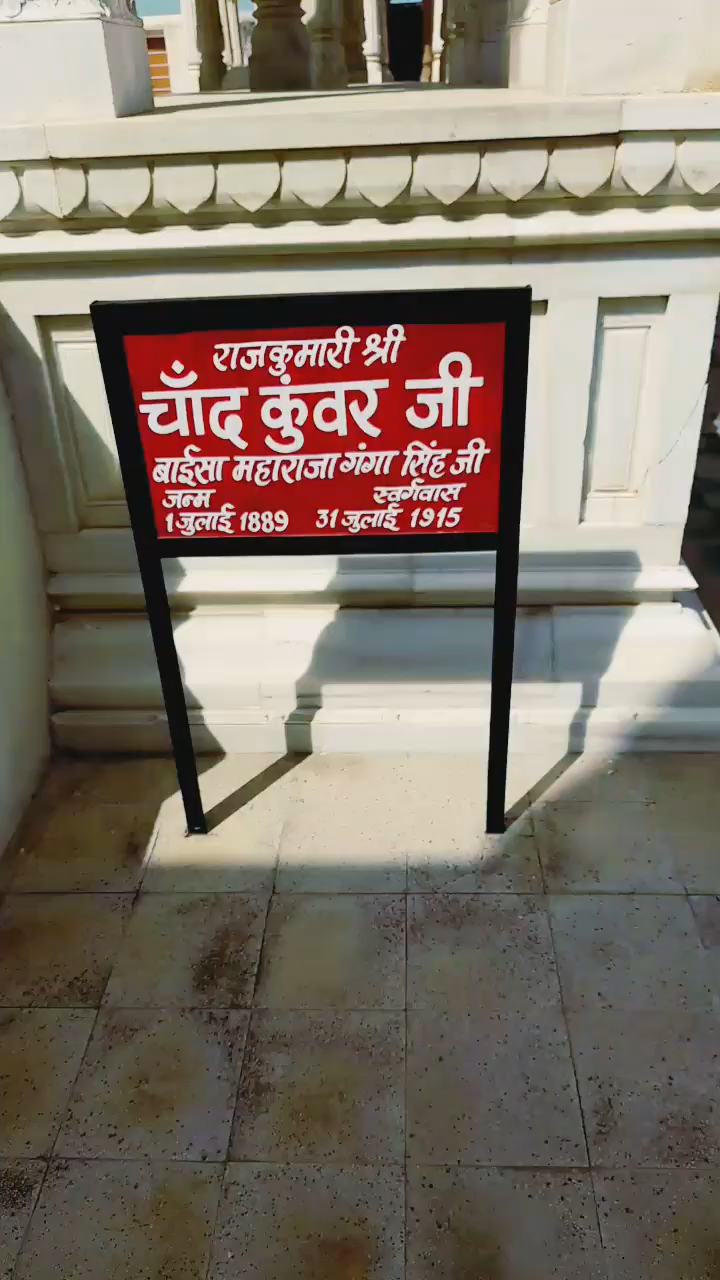 राजकुमारी श्री
चाँद कुंवर जी
बाईसा महाराजा गंगा सिंह जी
जन्म स्वर्गवास
1 जुलाई 1889 31 जुलाई 1915